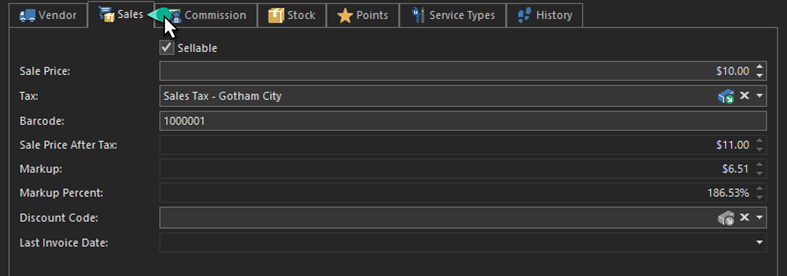 Vendor Sales Commission Stock Points Service Types History
Sellable
Sale Price: $10.00
Tax: Sales Tax - Gotham City
Barcode: 1000001
Sale Price After Tax: $11.00
Markup: $6.51
Markup Percent: 186.53%
Discount Code:
Last Invoice Date: